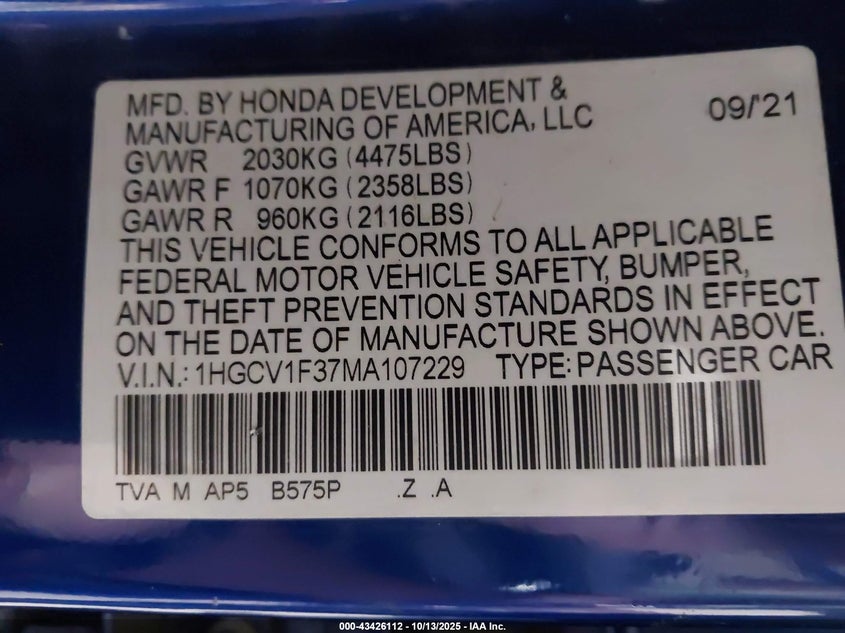 MFD. BY HONDA DEVELOPMENT &
MANUFACTURING OF AMERICA, LLC
09/'21
GVWR 2030KG (4475LBS)
GAWR F 1070KG (2358LBS)
GAWR R 960KG (2116LBS)
THIS VEHICLE CONFORMS TO ALL APPLICABLE
FEDERAL MOTOR VEHICLE SAFETY, BUMPER,
AND THEFT PREVENTION STANDARDS IN EFFECT
ON THE DATE OF MANUFACTURE SHOWN ABOVE.
V.I.N.: 1HGCV1F37MA107229 TYPE: PASSENGER CAR
TVA M AP5 B575P .Z .A
000-43426112 - 10/13/2025 - IAA Inc.